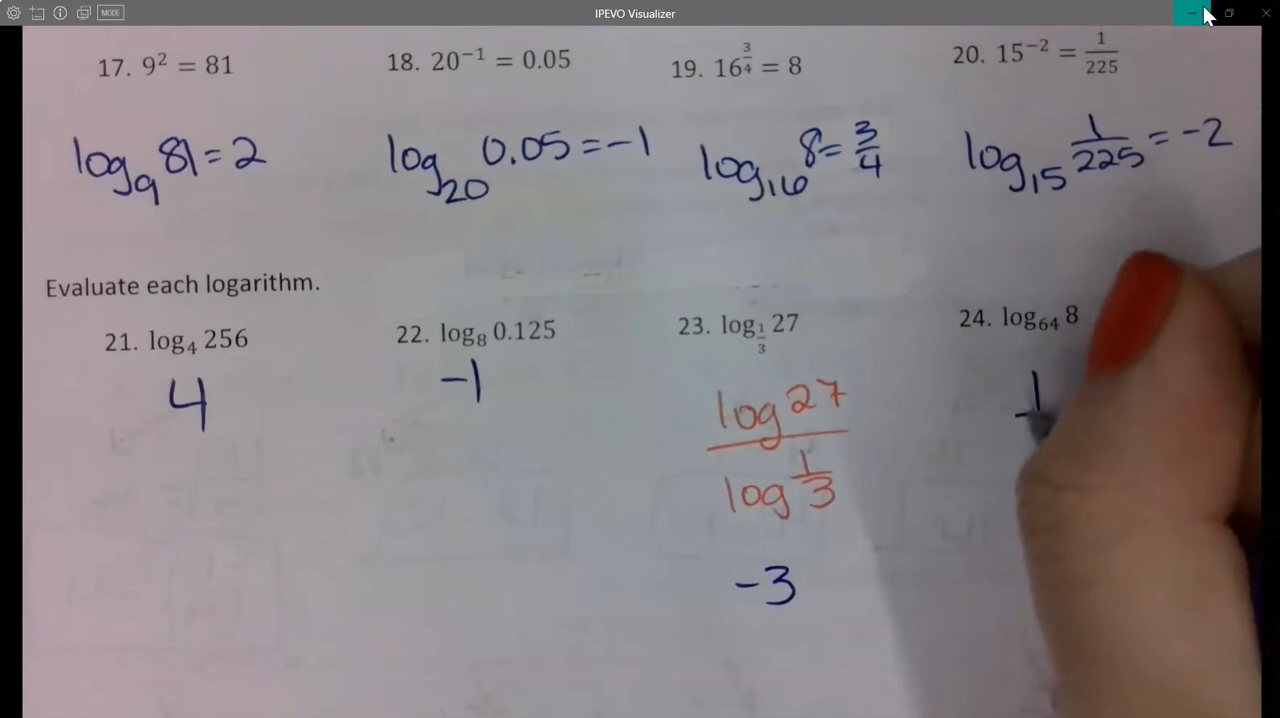 MODE IPEVO Visualizer
17. 9² = 81 18. 20⁻¹ = 0.05 19. 16^(3/4) = 8 20. 15⁻² = 1/225
log₉ 81 = 2 log₂₀ 0.05 = -1 log₁₆ 8 = 3/4 log₁₅ 1/225 = -2
Evaluate each logarithm.
21. log₄ 256 22. log₈ 0.125 23. log_(1/3) 27 24. log₆₄ 8
4 -1 log 27 / log 1/3 1
-3